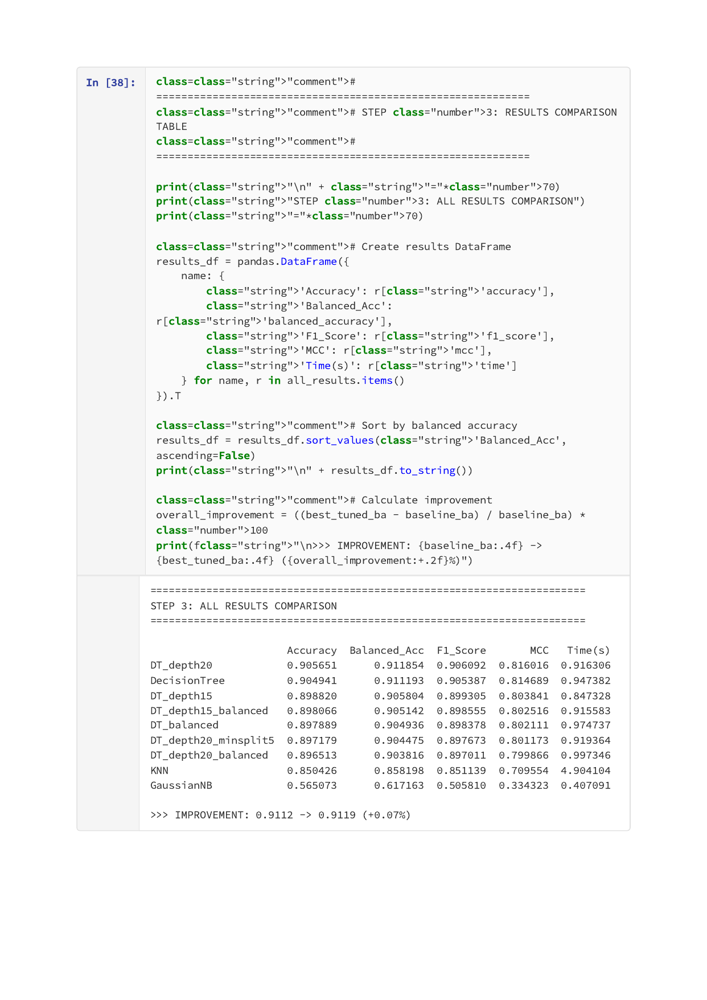 In [38]:
class=class="string">"comment">#
============================================================
class=class="string">"comment"># STEP class="number">3: RESULTS COMPARISON
TABLE
class=class="string">"comment">#
============================================================
print(class="string">"\n" + class="string">"="*class="number">70)
print(class="string">"STEP class="number">3: ALL RESULTS COMPARISON")
print(class="string">"="*class="number">70)
class=class="string">"comment"># Create results DataFrame
results_df = pandas.DataFrame({
    name: {
        class="string">'Accuracy': r[class="string">'accuracy'],
        class="string">'Balanced_Acc':
r[class="string">'balanced_accuracy'],
        class="string">'F1_Score': r[class="string">'f1_score'],
        class="string">'MCC': r[class="string">'mcc'],
        class="string">'Time(s)': r[class="string">'time']
    } for name, r in all_results.items()
}).T
class=class="string">"comment"># Sort by balanced accuracy
results_df = results_df.sort_values(class="string">'Balanced_Acc',
ascending=False)
print(class="string">"\n" + results_df.to_string())
class=class="string">"comment"># Calculate improvement
overall_improvement = ((best_tuned_ba - baseline_ba) / baseline_ba) *
class="number">100
print(fclass="string">"\n>>> IMPROVEMENT: {baseline_ba:.4f} ->
{best_tuned_ba:.4f} ({overall_improvement:+.2f}%)")
======================================================================
STEP 3: ALL RESULTS COMPARISON
======================================================================
                      Accuracy  Balanced_Acc  F1_Score       MCC   Time(s)
DT_depth20            0.905651      0.911854  0.906092  0.816016  0.916306
DecisionTree          0.904941      0.911193  0.905387  0.814689  0.947382
DT_depth15            0.898820      0.905804  0.899305  0.803841  0.847328
DT_depth15_balanced   0.898066      0.905142  0.898555  0.802516  0.915583
DT_balanced           0.897889      0.904936  0.898378  0.802111  0.974737
DT_depth20_minsplit5  0.897179      0.904475  0.897673  0.801173  0.919364
DT_depth20_balanced   0.896513      0.903816  0.897011  0.799866  0.997346
KNN                   0.850426      0.858198  0.851139  0.709554  4.904104
GaussianNB            0.565073      0.617163  0.505810  0.334323  0.407091
>>> IMPROVEMENT: 0.9112 -> 0.9119 (+0.07%)